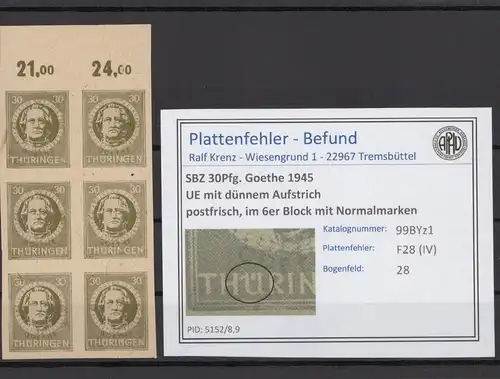 21,00 24,00
30 30 30 30
THÜRINGEN THÜRINGEN
30 30 30 30
THÜRINGEN THÜRINGEN
30 30 30 30
THÜRINGEN THÜRINGEN
Plattenfehler - Befund
Ralf Krenz - Wiesengrund 1 - 22967 Tremsbüttel
APHV
SBZ 30Pfg. Goethe 1945
UE mit dünnem Aufstrich
postfrisch, im 6er Block mit Normalmarken
Katalognummer: 99BYz1
Plattenfehler: F28 (IV)
Bogenfeld: 28
THÜRIN
PID: 5152/8,9